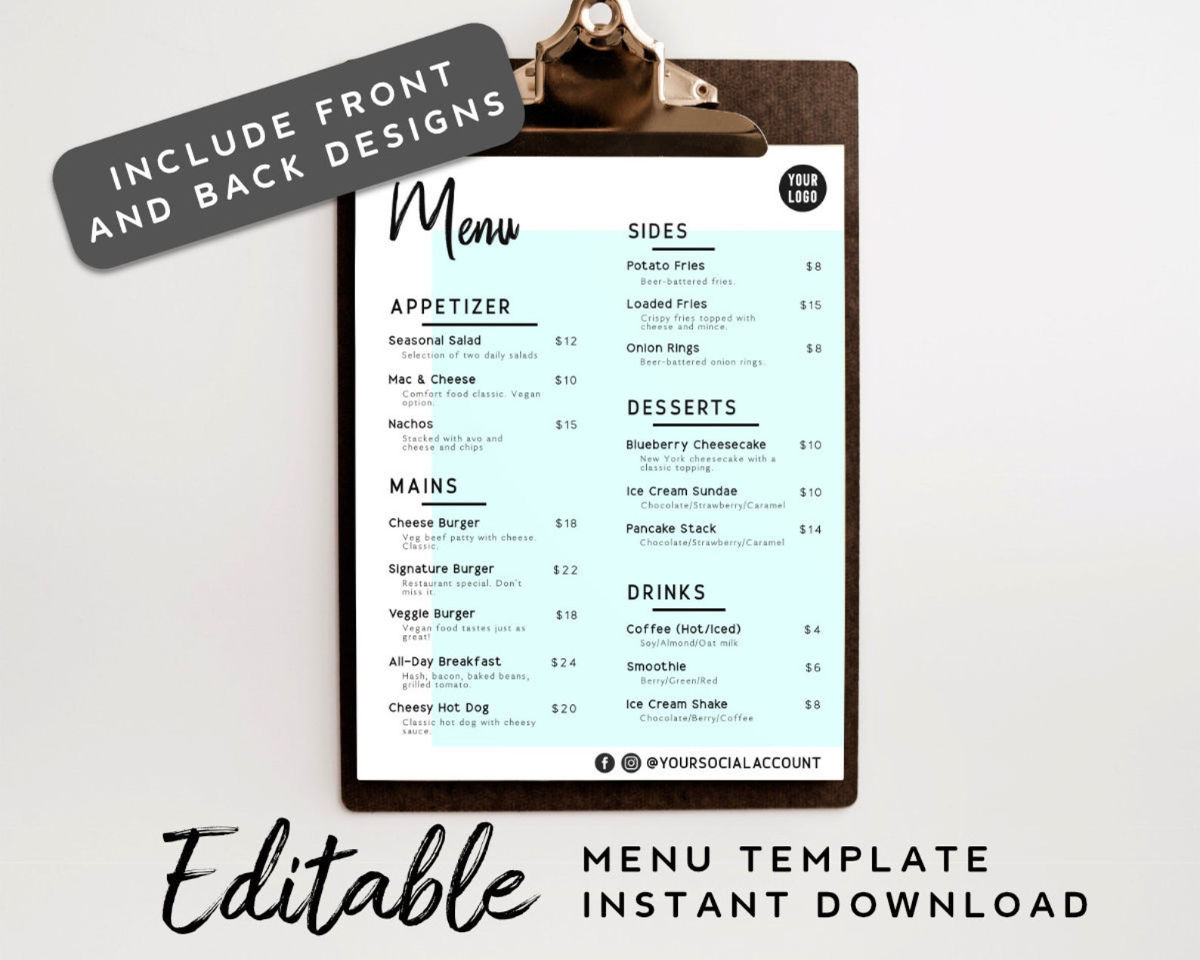 INCLUDE FRONT
AND BACK DESIGNS
YOUR
LOGO
Menu
APPETIZER
Seasonal Salad $12
Selection of two daily salads
Mac & Cheese $10
Comfort food classic. Vegan
option.
Nachos $15
Stacked with avo and
cheese and chips
MAINS
Cheese Burger $18
Veg beef patty with cheese.
Classic.
Signature Burger $22
Restaurant special. Don't
miss it.
Veggie Burger $18
Vegan food tastes just as
great!
All-Day Breakfast $24
Hash, bacon, baked beans,
grilled tomato.
Cheesy Hot Dog $20
Classic hot dog with cheesy
sauce.
SIDES
Potato Fries $8
Beer-battered fries.
Loaded Fries $15
Crispy fries topped with
cheese and mince.
Onion Rings $8
Beer-battered onion rings.
DESSERTS
Blueberry Cheesecake $10
New York cheesecake with a
classic topping.
Ice Cream Sundae $10
Chocolate/Strawberry/Caramel
Pancake Stack $14
Chocolate/Strawberry/Caramel
DRINKS
Coffee (Hot/Iced) $4
Soy/Almond/Oat milk
Smoothie $6
Berry/Green/Red
Ice Cream Shake $8
Chocolate/Berry/Coffee
@YOURSOCIALACCOUNT
Editable
MENU TEMPLATE
INSTANT DOWNLOAD